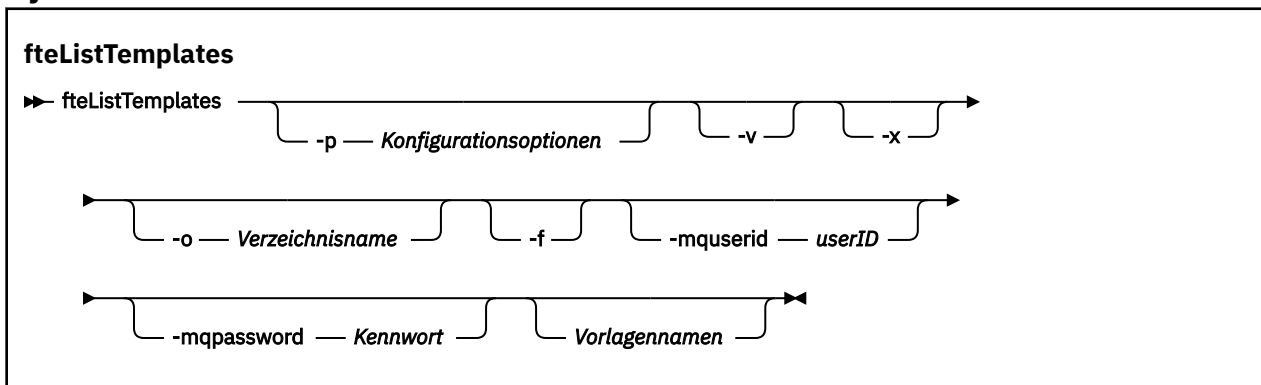 fteListTemplates
fteListTemplates
-p Konfigurationsoptionen -v -x
-o Verzeichnisname -f -mquserid userID
-mqpassword Kennwort Vorlagennamen